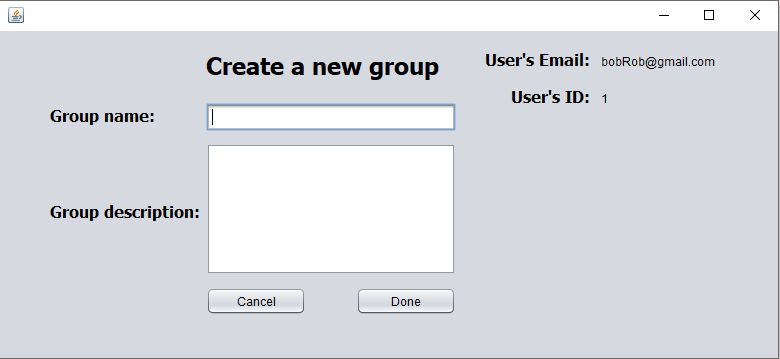 Create a new group
User's Email: bobRob@gmail.com
User's ID: 1
Group name:
Group description:
Cancel Done